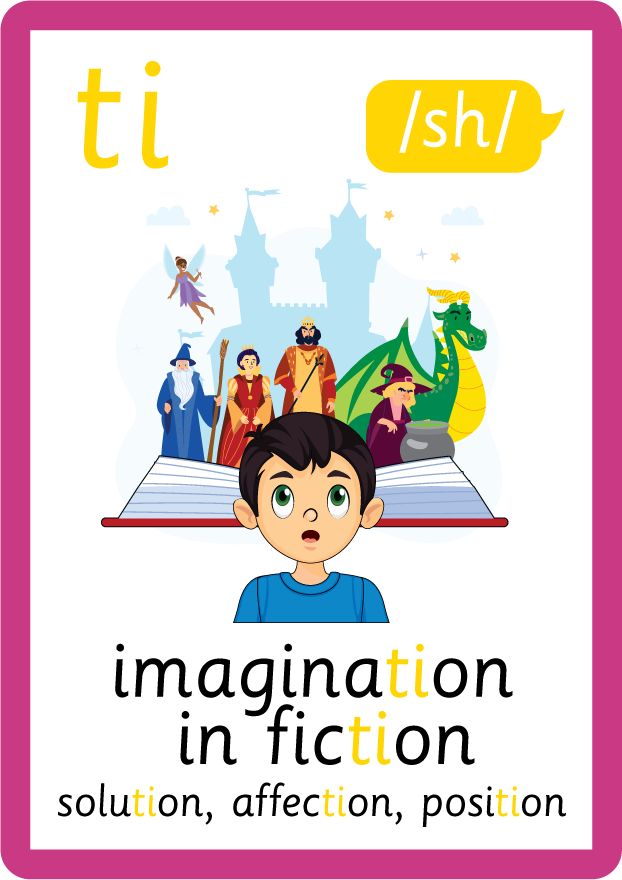 ti
/sh/
imagination
in fiction
solution, affection, position